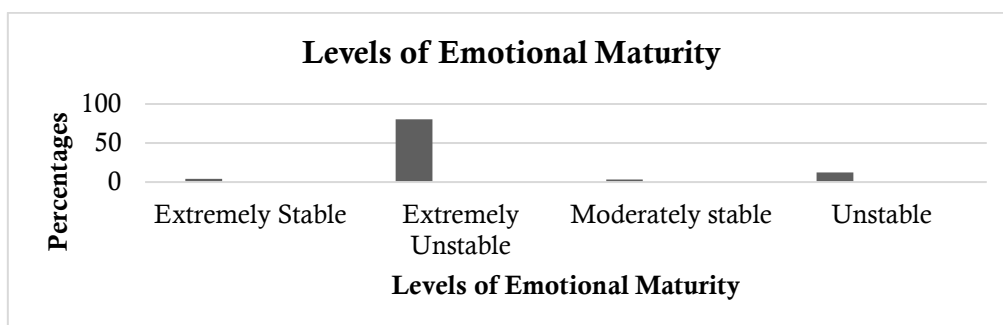 Levels of Emotional Maturity
Percentages
100
50
0
Extremely Stable
Extremely
Unstable
Moderately stable
Unstable
Levels of Emotional Maturity